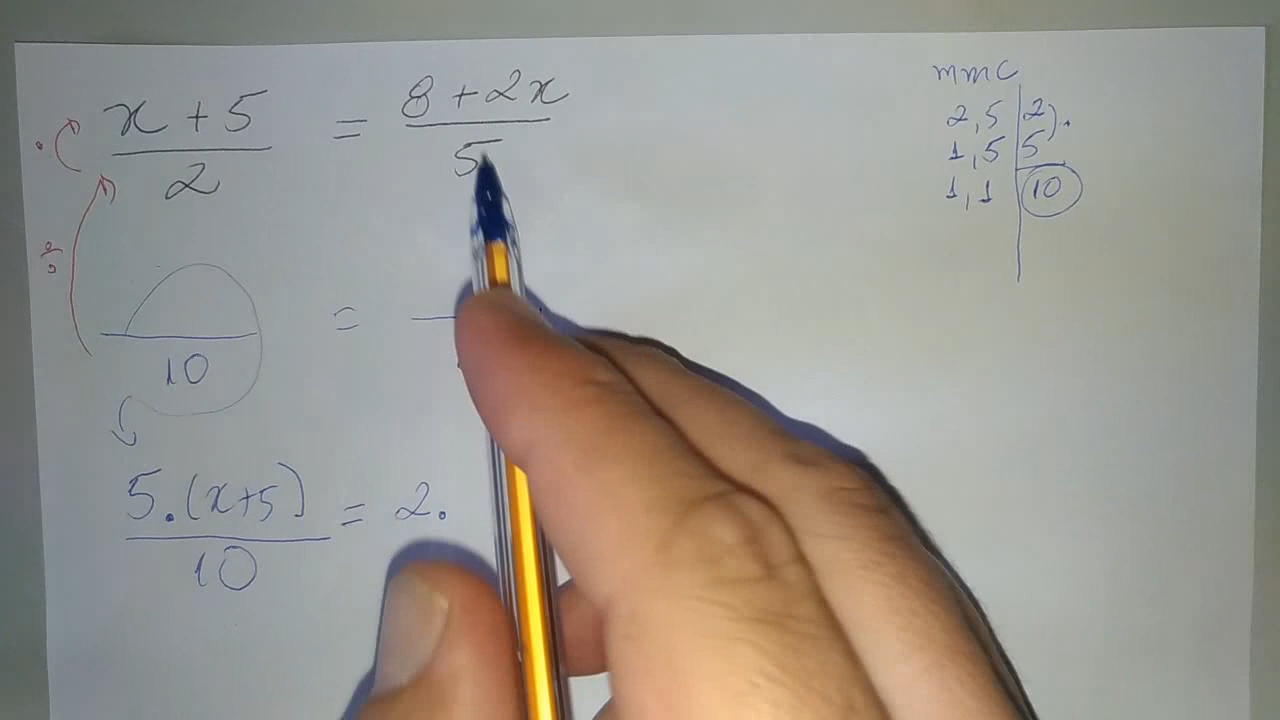 x + 5 = 8 + 2x
2 5
10 =
5.(x+5) = 2.
10
mmc
2,5 | 2
1,5 | 5
1,1 | 10